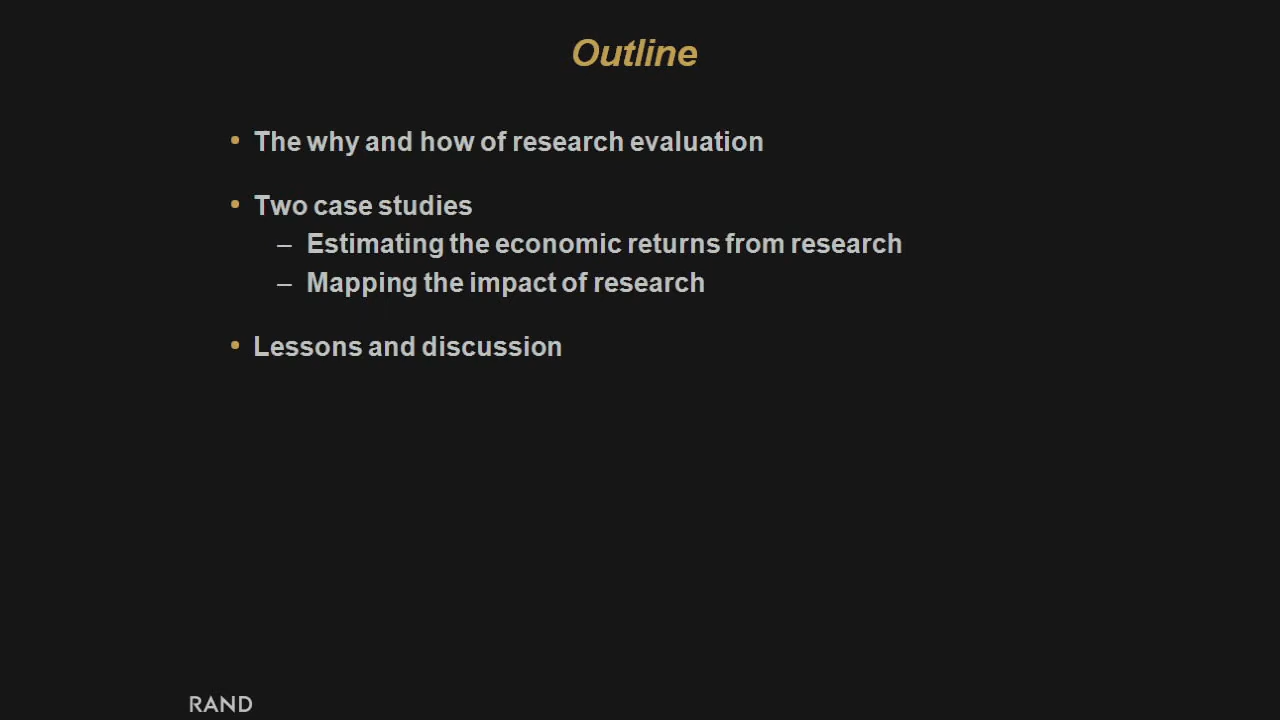 Outline
• The why and how of research evaluation
• Two case studies
– Estimating the economic returns from research
– Mapping the impact of research
• Lessons and discussion
RAND